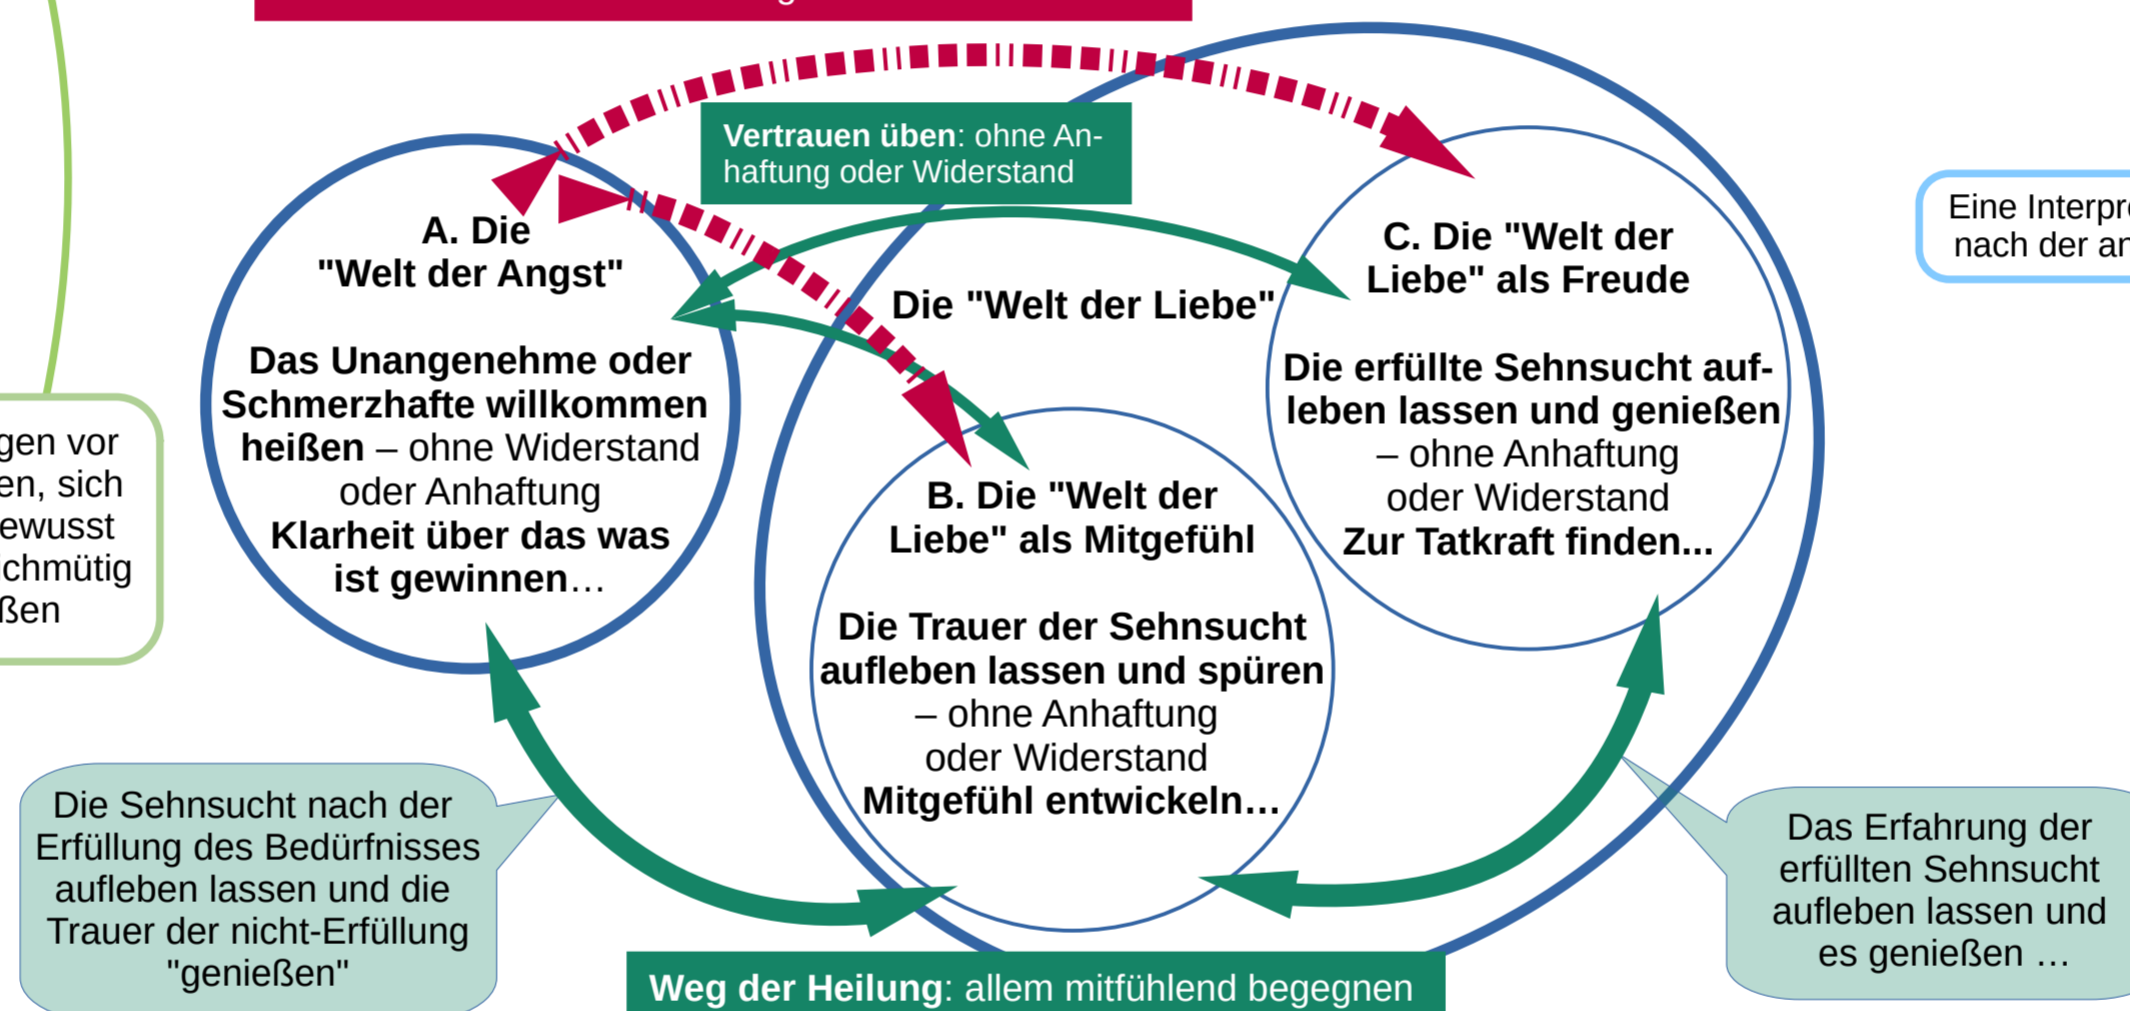 Vertrauen üben: ohne An-
haftung oder Widerstand
A. Die
"Welt der Angst"
Das Unangenehme oder
Schmerzhafte willkommen
heißen – ohne Widerstand
oder Anhaftung
Klarheit über das was
ist gewinnen…
Die "Welt der Liebe"
C. Die "Welt der
Liebe" als Freude
Die erfüllte Sehnsucht auf-
leben lassen und genießen
– ohne Anhaftung
oder Widerstand
Zur Tatkraft finden...
B. Die "Welt der
Liebe" als Mitgefühl
Die Trauer der Sehnsucht
aufleben lassen und spüren
– ohne Anhaftung
oder Widerstand
Mitgefühl entwickeln…
Eine Interpr
nach der an
gen vor
en, sich
ewusst
ichmütig
ßen
Die Sehnsucht nach der
Erfüllung des Bedürfnisses
aufleben lassen und die
Trauer der nicht-Erfüllung
"genießen"
Das Erfahrung der
erfüllten Sehnsucht
aufleben lassen und
es genießen …
Weg der Heilung: allem mitfühlend begegnen